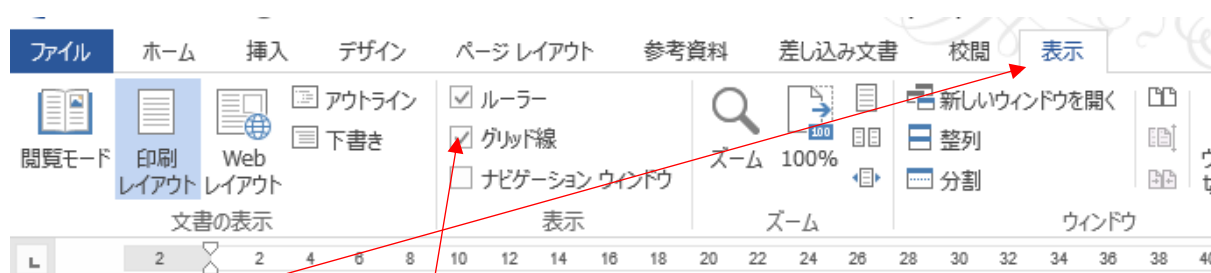 ファイル ホーム 挿入 デザイン ページ レイアウト 参考資料 差し込み文書 校閲 表示
閲覧モード
印刷
レイアウト
Web
レイアウト
アウトライン
下書き
文書の表示
ルーラー
グリッド線
ナビゲーション ウィンドウ
表示
ズーム
100
100%
ズーム
新しいウィンドウを開く
整列
分割
ウィンドウ
L 2 2 4 6 8 10 12 14 16 18 20 22 24 26 28 30 32 34 36 38